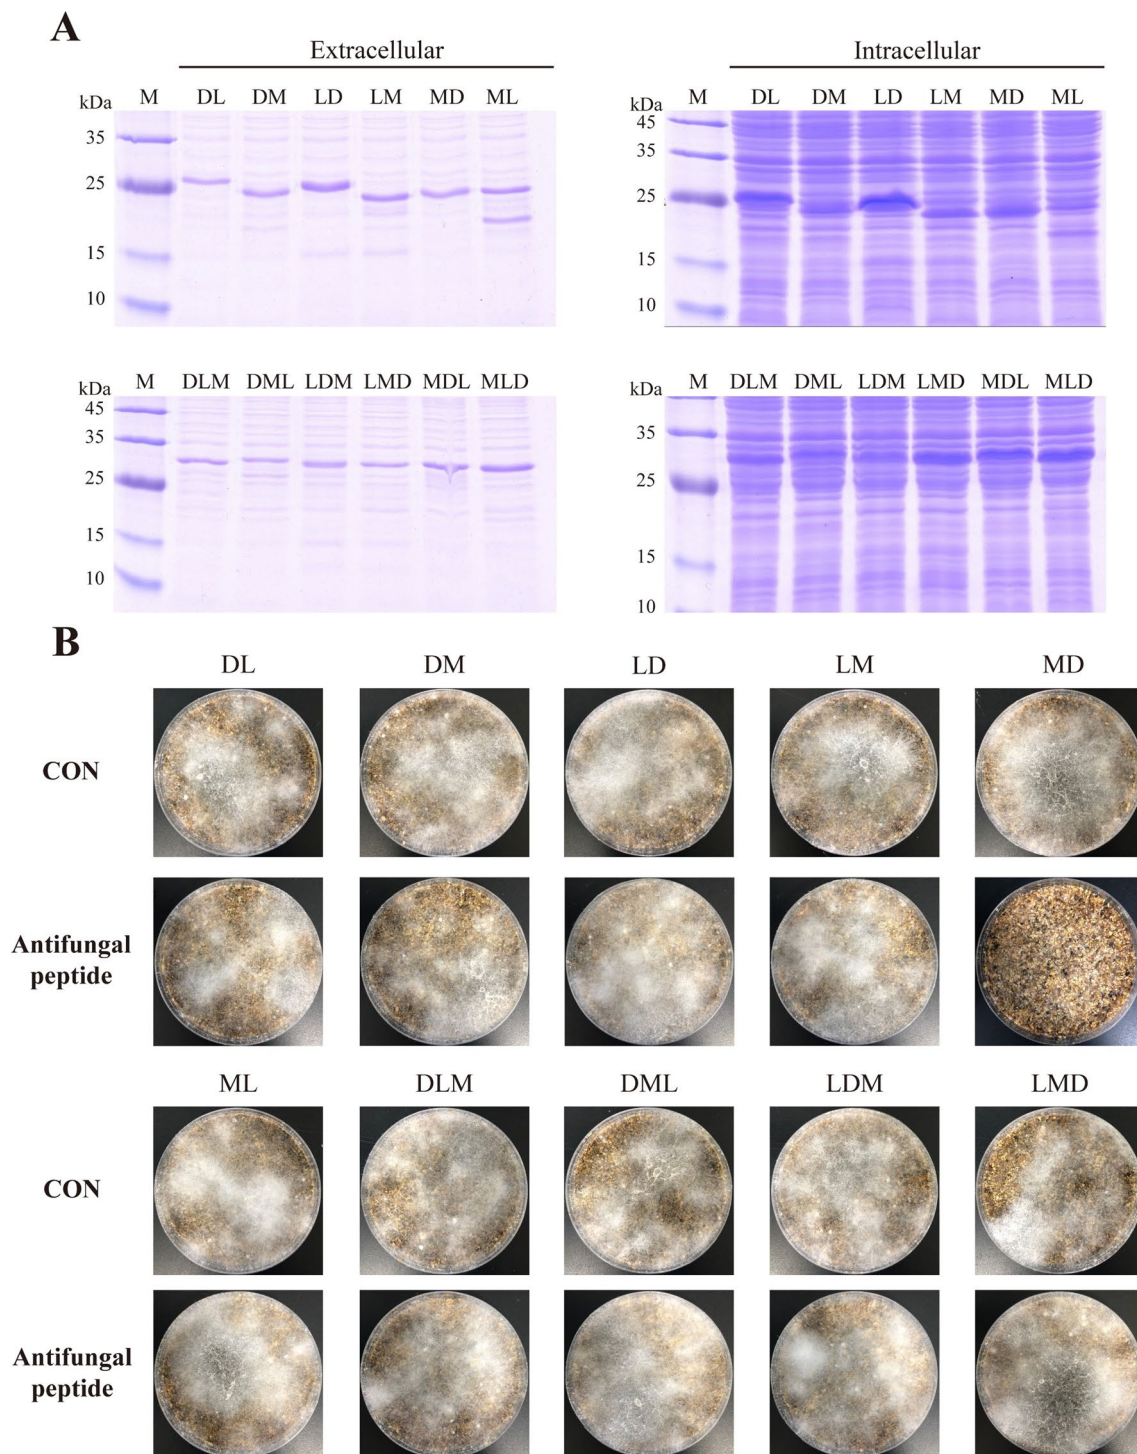 A
Extracellular
Intracellular
kDa M DL DM LD LM MD ML
35
25
15
10
kDa M DL DM LD LM MD ML
45
35
25
15
10
kDa M DLM DML LDM LMD MDL MLD
45
35
25
15
10
kDa M DLM DML LDM LMD MDL MLD
35
25
15
10
B
DL DM LD LM MD
CON
Antifungal
peptide
ML DLM DML LDM LMD
CON
Antifungal
peptide